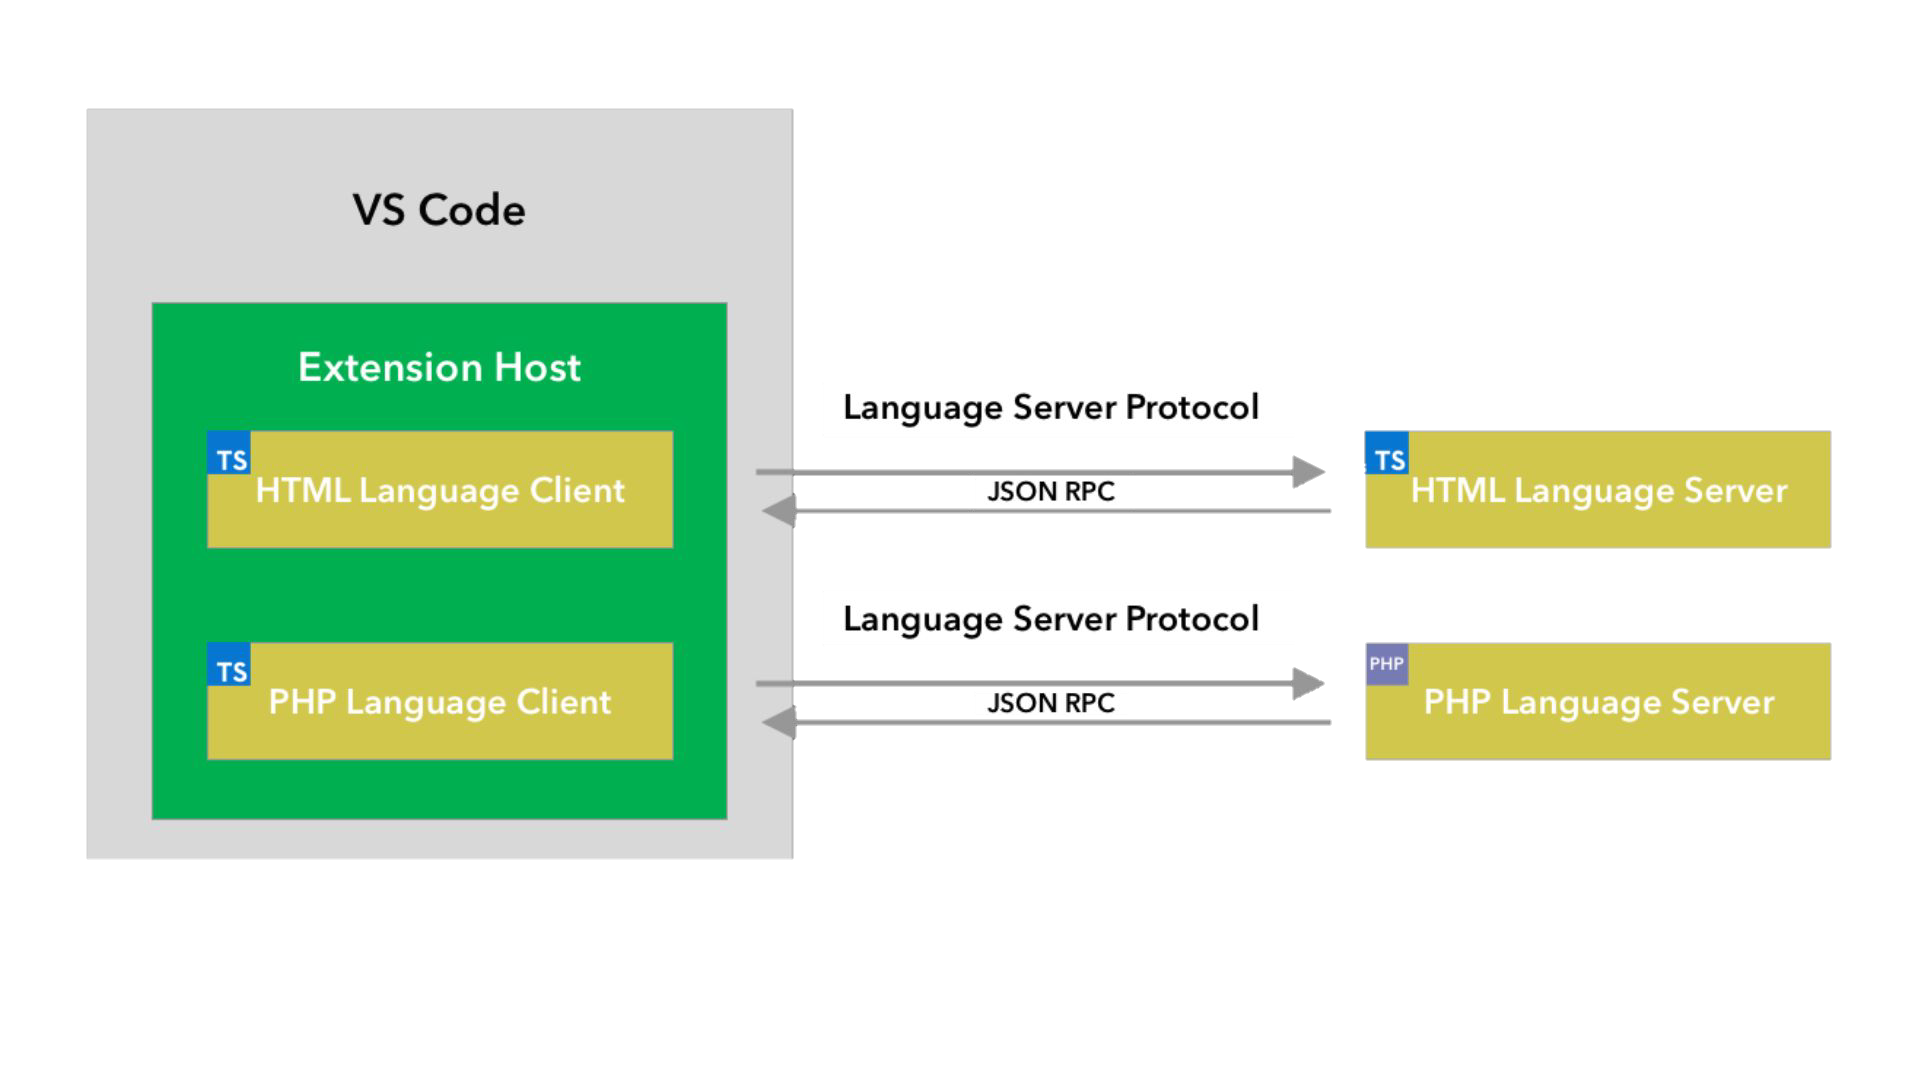 VS Code
Extension Host
TS
HTML Language Client
TS
PHP Language Client
Language Server Protocol
JSON RPC
Language Server Protocol
JSON RPC
TS
HTML Language Server
PHP
PHP Language Server